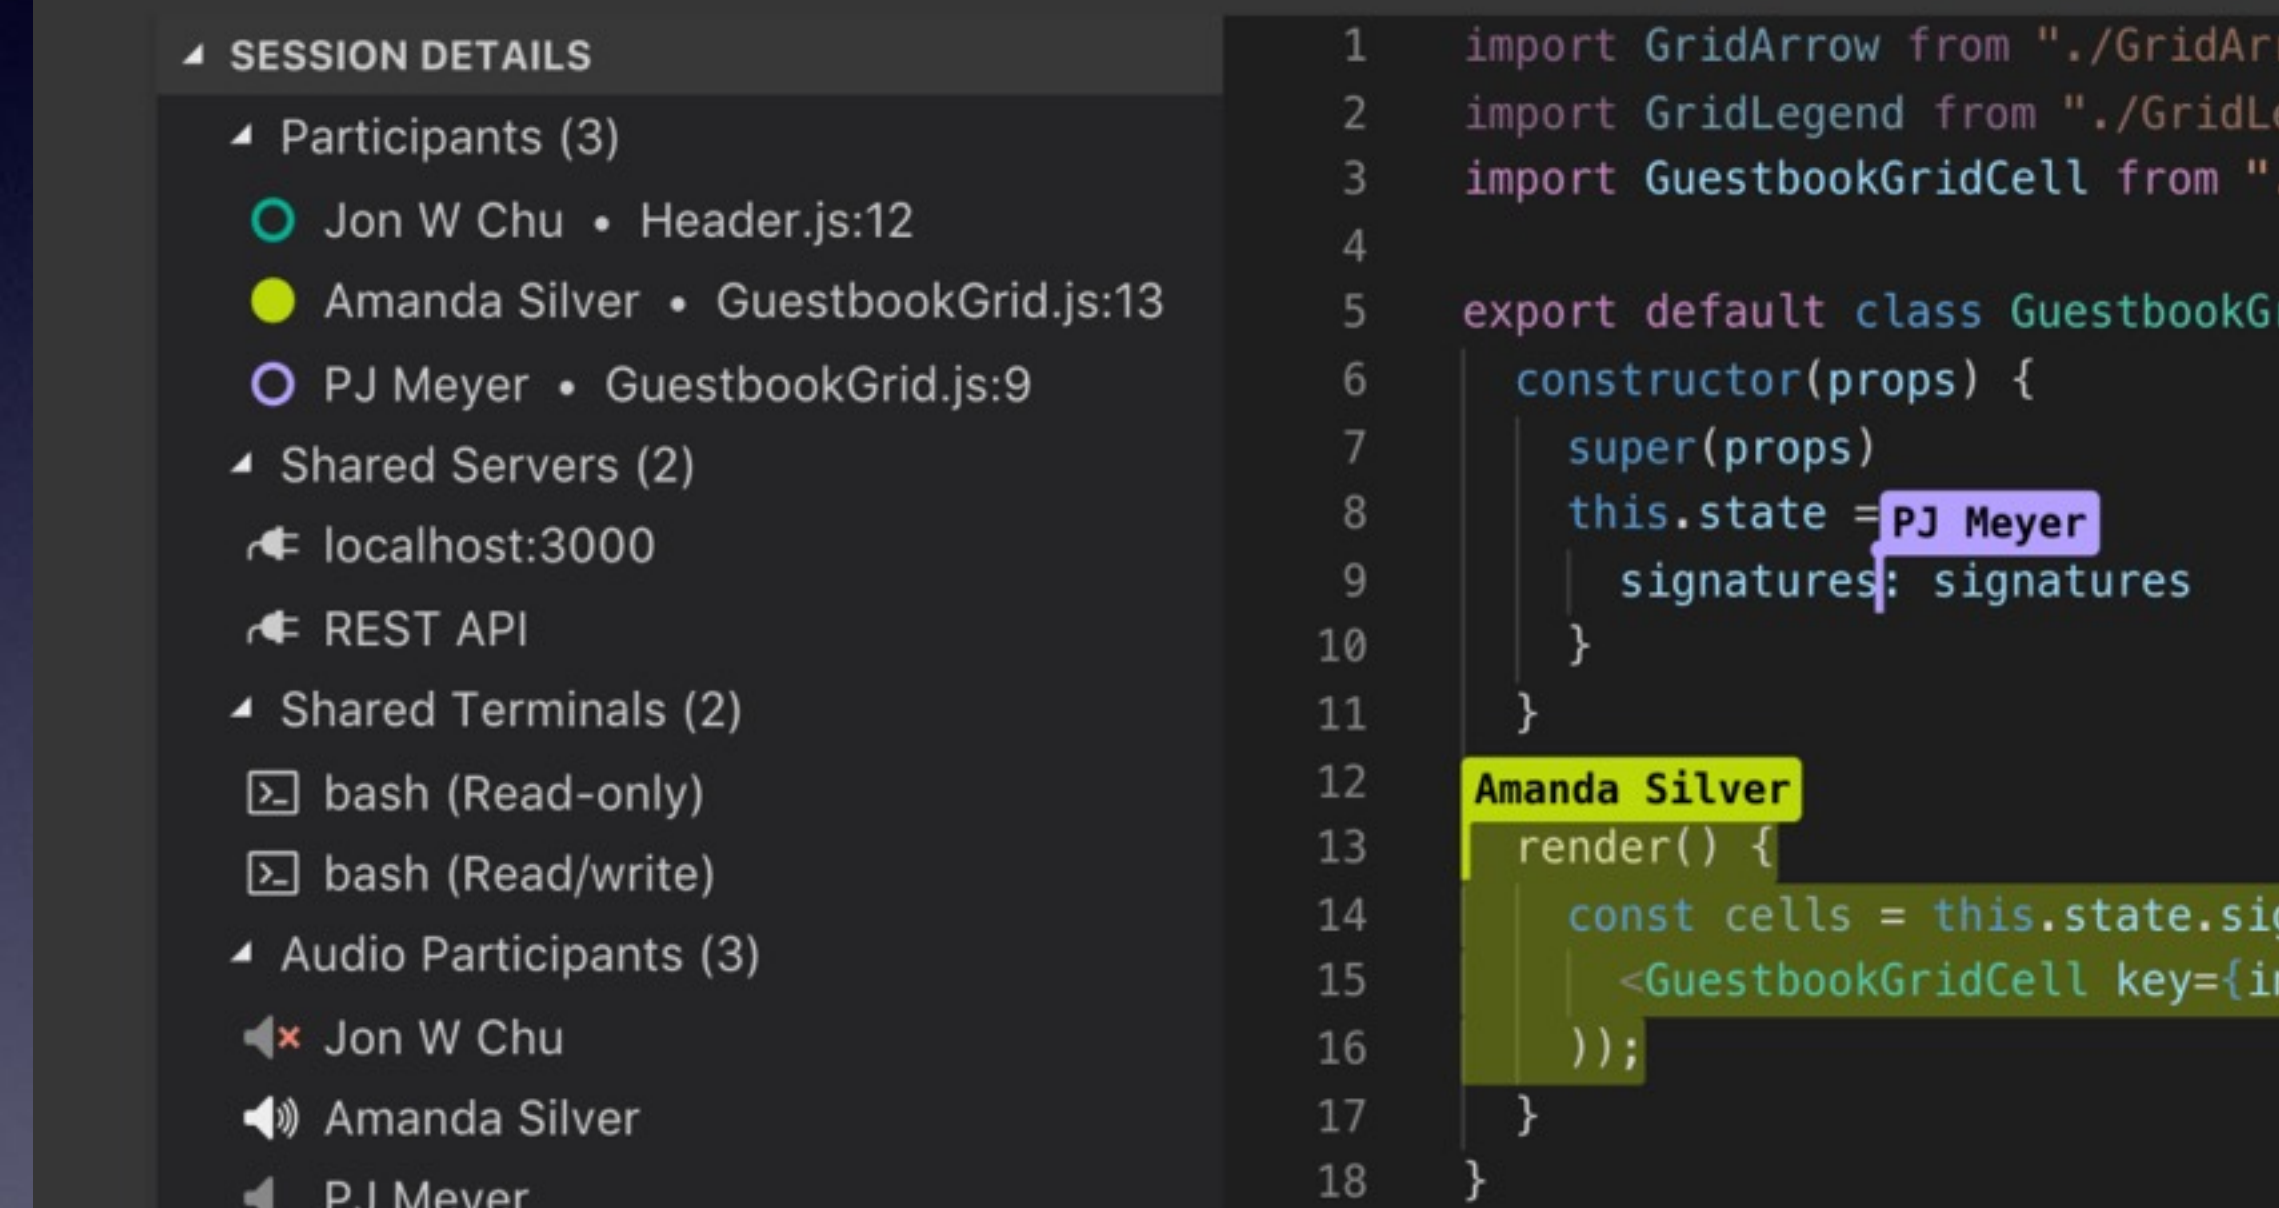 SESSION DETAILS
Participants (3)
Jon W Chu • Header.js:12
Amanda Silver • GuestbookGrid.js:13
PJ Meyer • GuestbookGrid.js:9
Shared Servers (2)
localhost:3000
REST API
Shared Terminals (2)
bash (Read-only)
bash (Read/write)
Audio Participants (3)
Jon W Chu
Amanda Silver
PJ Meyer
1 import GridArrow from "./GridAr
2 import GridLegend from "./GridL
3 import GuestbookGridCell from "
4
5 export default class GuestbookG
6 constructor(props) {
7 super(props)
8 this.state =
PJ Meyer
9 signatures: signatures
10 }
11 }
12
Amanda Silver
13 render() {
14 const cells = this.state.sig
15 <GuestbookGridCell key={i
16 ));
17 }
18 }